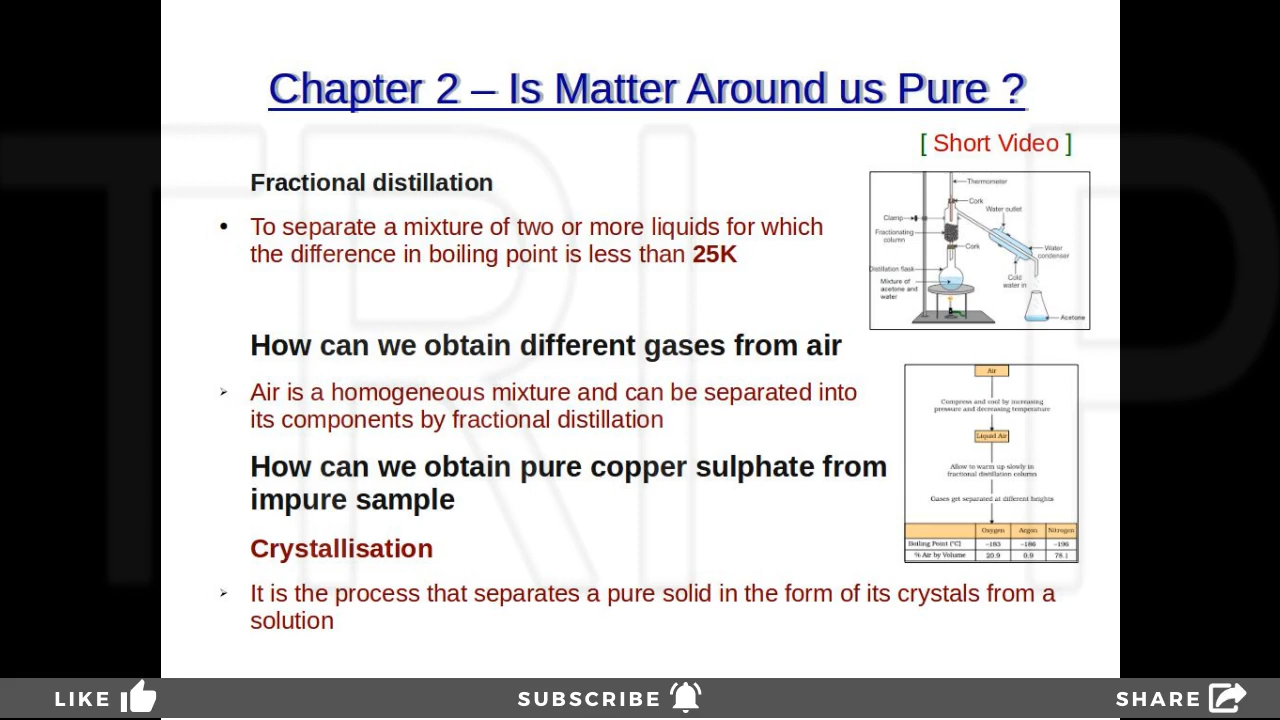 Chapter 2 – Is Matter Around us Pure ?
[ Short Video ]
Fractional distillation
• To separate a mixture of two or more liquids for which
the difference in boiling point is less than 25K
Thermometer
Cork
Water outlet
Clamp
Fractionating
column
Cork
Water
condenser
Distillation flask
Cold
water in
Mixture of
acetone and
water
Acetone
How can we obtain different gases from air
➢ Air is a homogeneous mixture and can be separated into
its components by fractional distillation
How can we obtain pure copper sulphate from
impure sample
Crystallisation
➢ It is the process that separates a pure solid in the form of its crystals from a
solution
Air
Compress and cool by increasing
pressure and decreasing temperature
Liquid Air
Allow to warm up slowly in
fractional distillation column
Gases get separated at different heights
Oxygen Argon Nitrogen
Boiling Point (°C) –183 –186 –196
% Air by Volume 20.9 0.9 78.1
TRI P
LIKE SUBSCRIBE SHARE